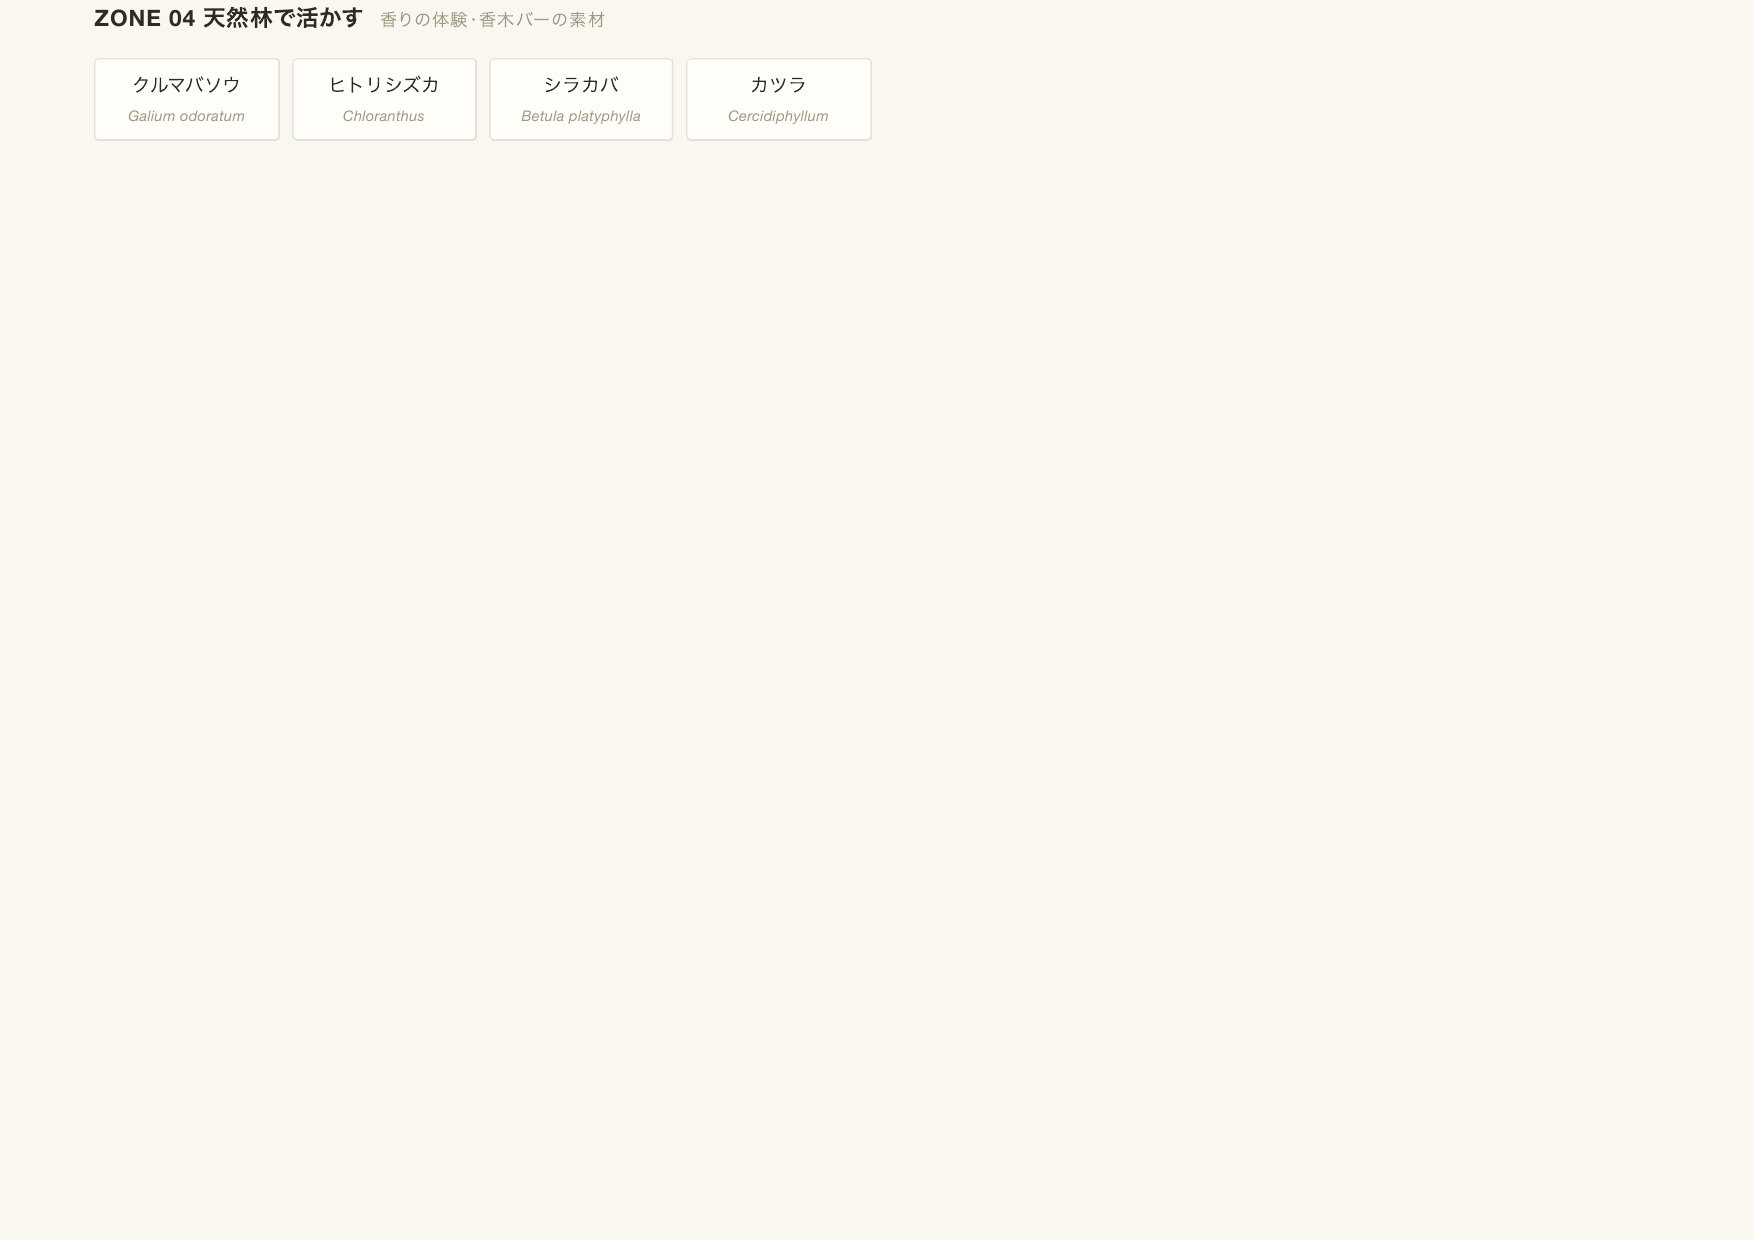 ZONE 04 天然林で活かす 香りの体験·香木バーの素材
クルマバソウ
Galium odoratum
ヒトリシズカ
Chloranthus
シラカバ
Betula platyphylla
カツラ
Cercidiphyllum